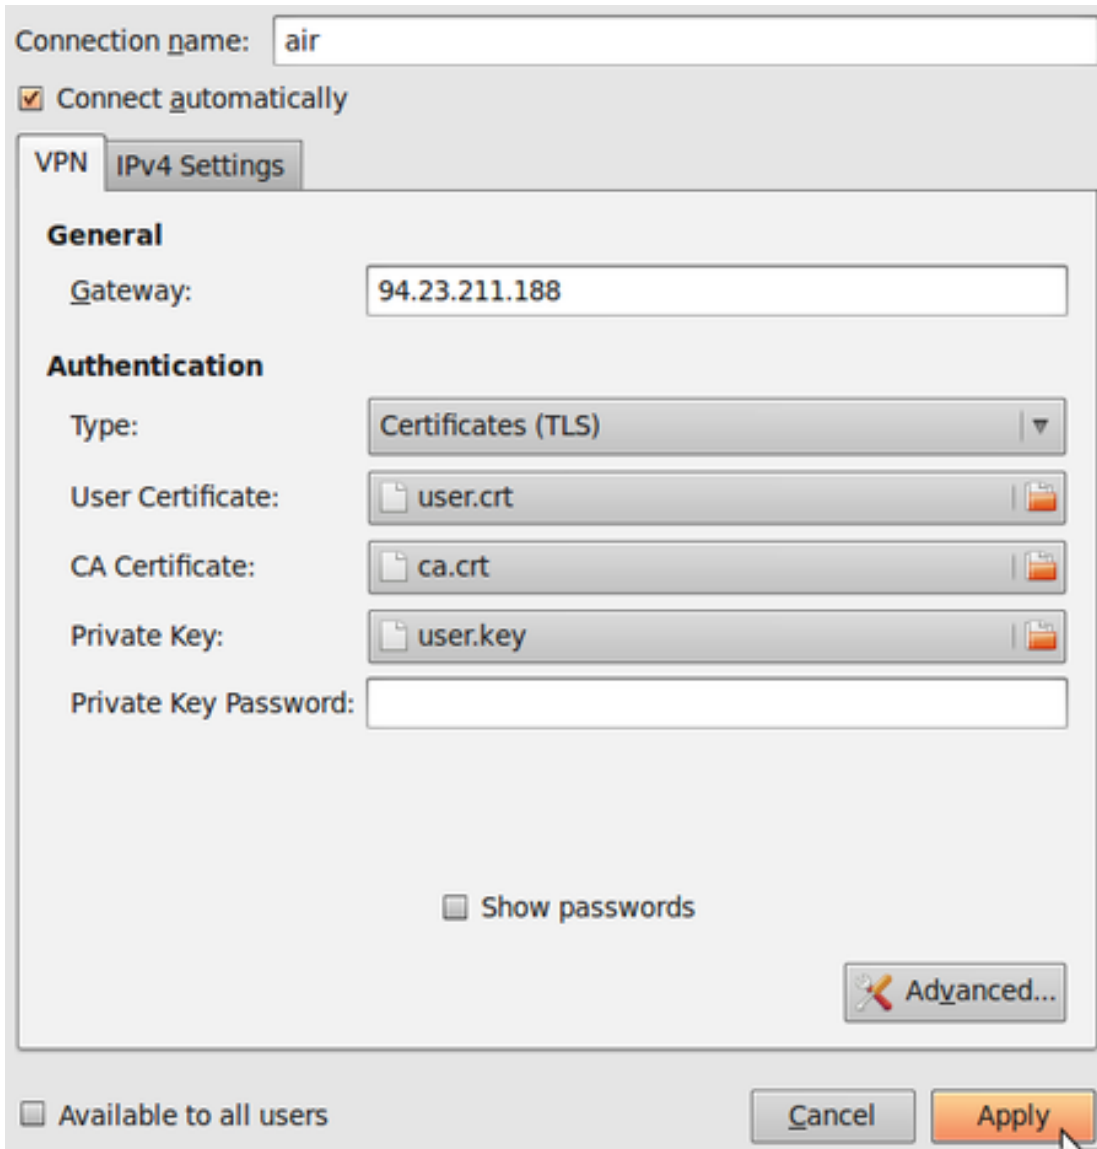 Connection name: air
Connect automatically
VPN IPv4 Settings
General
Gateway: 94.23.211.188
Authentication
Type: Certificates (TLS)
User Certificate: user.crt
CA Certificate: ca.crt
Private Key: user.key
Private Key Password:
Show passwords
Advanced...
Available to all users Cancel Apply